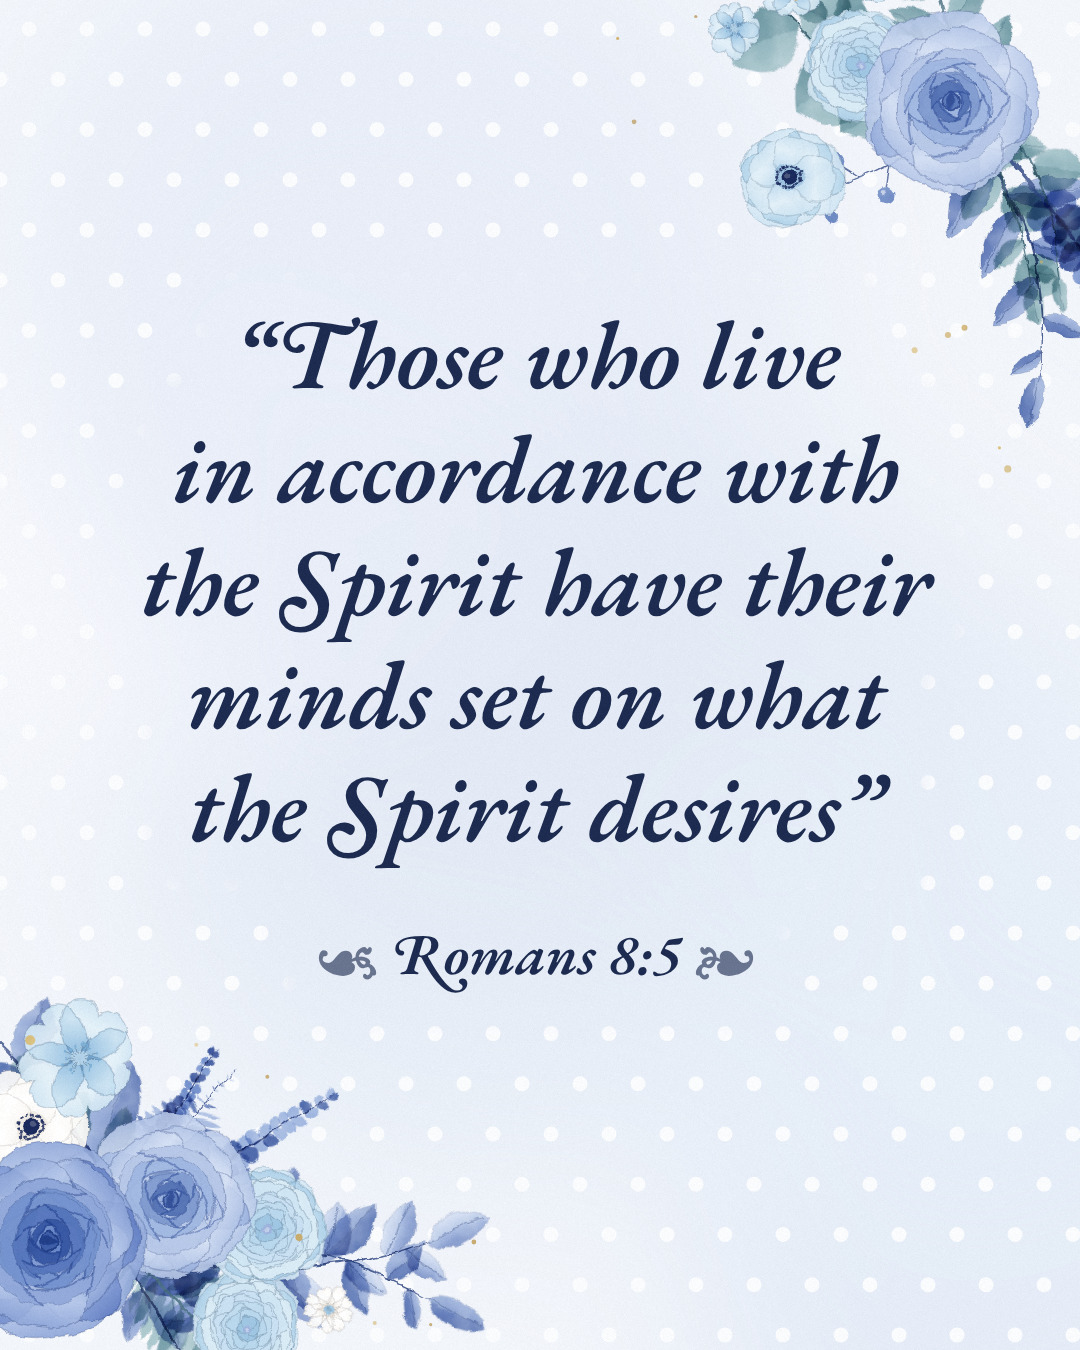 “Those who live
in accordance with
the Spirit have their
minds set on what
the Spirit desires”
Romans 8:5